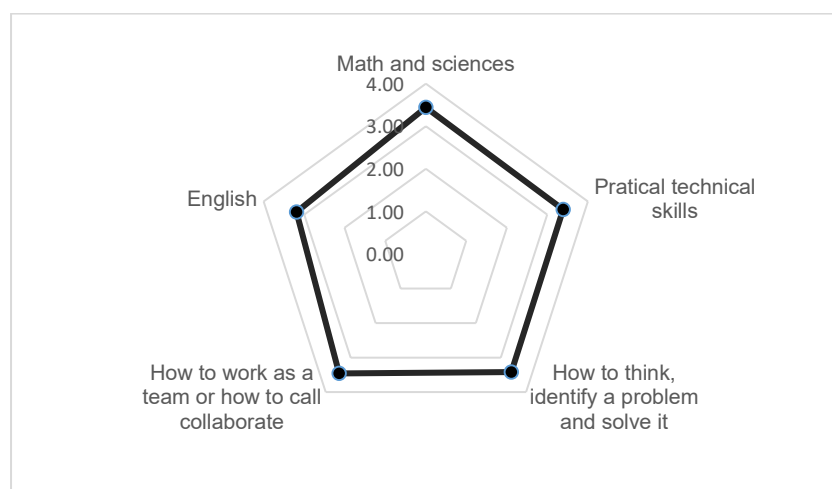 Math and sciences
4.00
3.00
2.00
1.00
0.00
Pratical technical
skills
How to think,
identify a problem
and solve it
How to work as a
team or how to call
collaborate
English